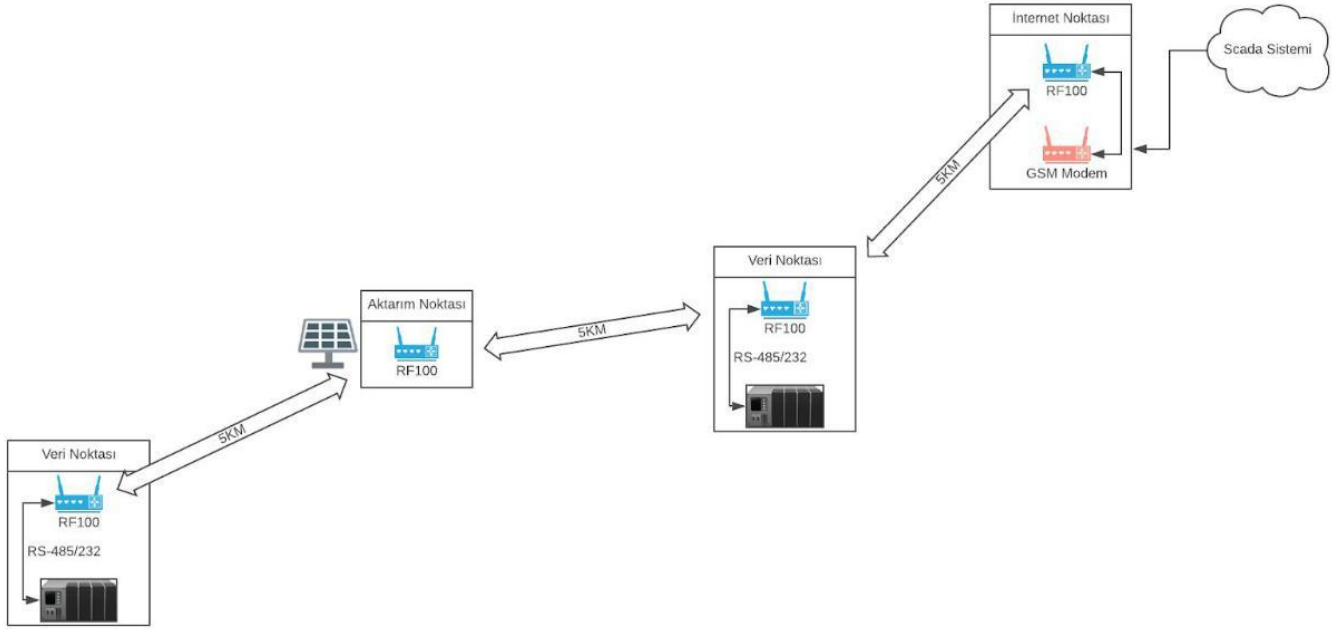 İnternet Noktası
Scada Sistemi
RF100
GSM Modem
5KM
Veri Noktası
RF100
RS-485/232
5KM
Aktarım Noktası
RF100
5KM
Veri Noktası
RF100
RS-485/232